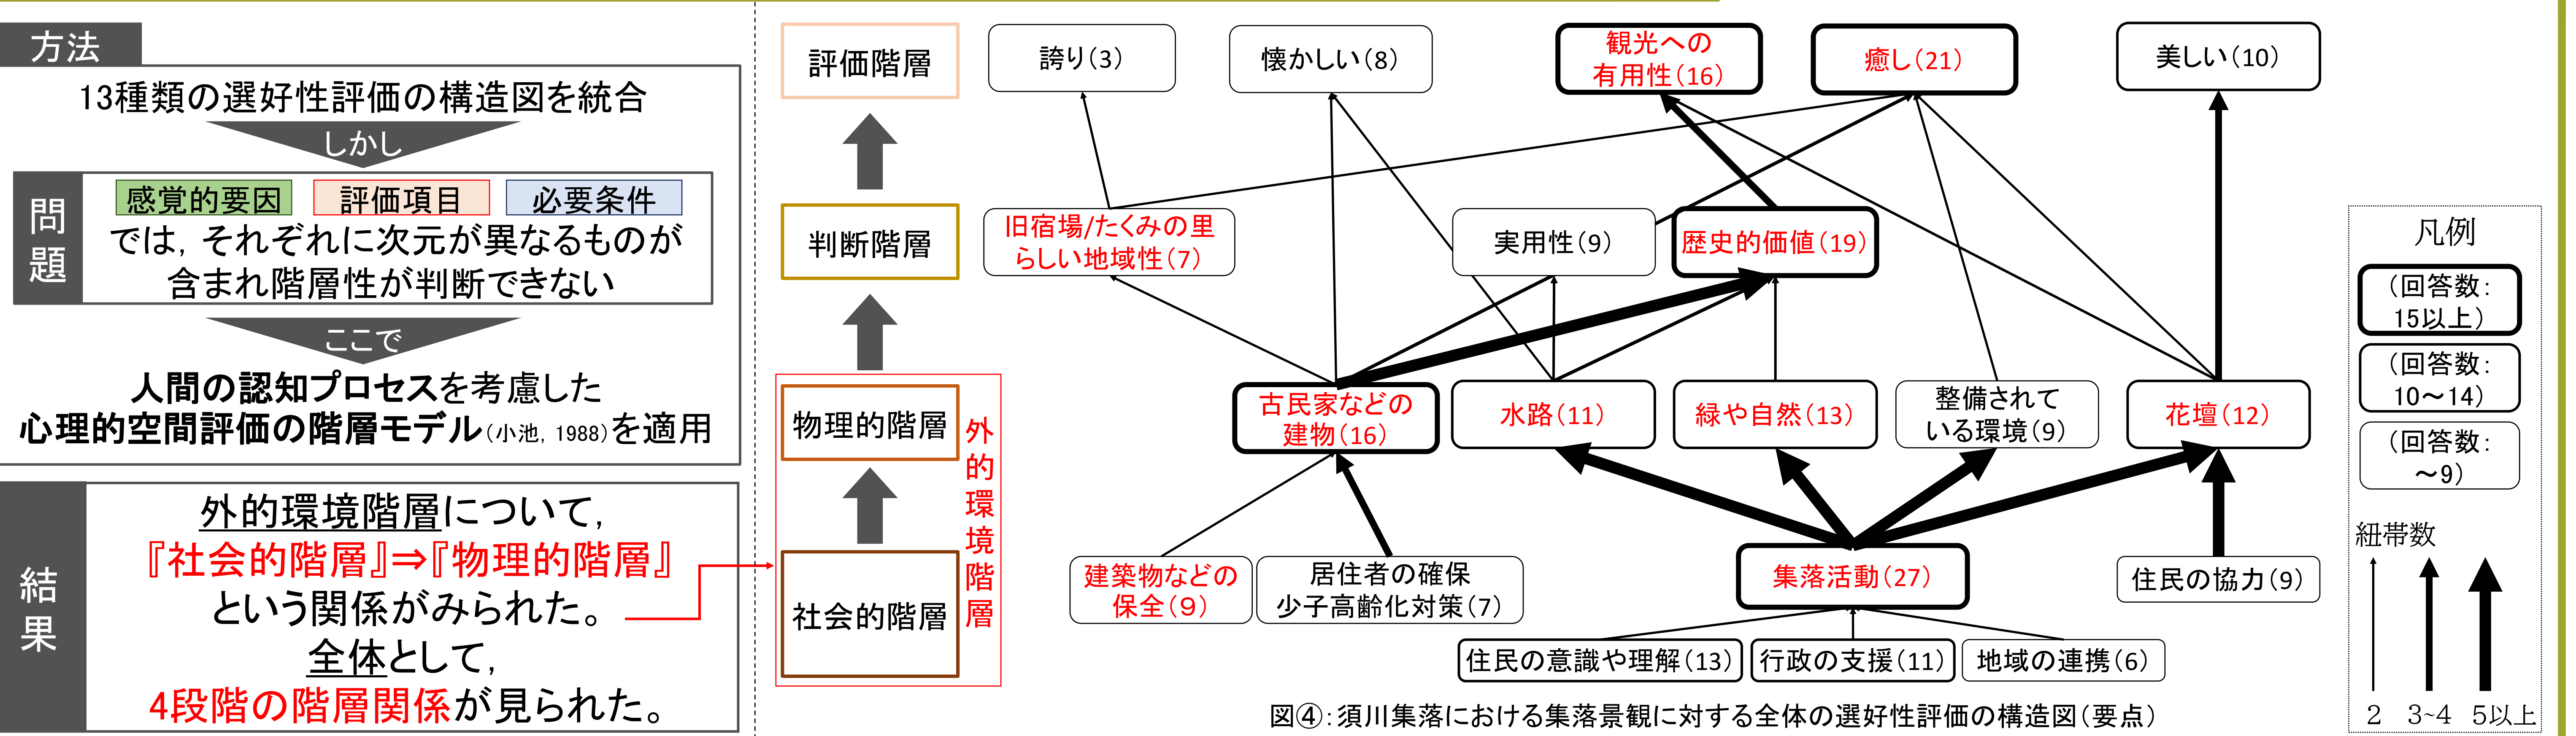 方法
13種類の選好性評価の構造図を統合
しかし
問題
感覚的要因
評価項目
必要条件
では，それぞれに次元が異なるものが
含まれ階層性が判断できない
ここで
人間の認知プロセスを考慮した
心理的空間評価の階層モデル（小池，1988）を適用
結果
外的環境階層について，
『社会的階層』⇒『物理的階層』
という関係がみられた。
全体として，
4段階の階層関係が見られた。
評価階層
判断階層
物理的階層
社会的階層
外的環境階層
誇り（3）
懐かしい（8）
観光への
有用性（16）
癒し（21）
美しい（10）
旧宿場/たくみの里
らしい地域性（7）
実用性（9）
歴史的価値（19）
古民家などの
建物（16）
水路（11）
緑や自然（13）
整備されて
いる環境（9）
花壇（12）
建築物などの
保全（９）
居住者の確保
少子高齢化対策（7）
集落活動（27）
住民の協力（9）
住民の意識や理解（13）
行政の支援（11）
地域の連携（6）
図④：須川集落における集落景観に対する全体の選好性評価の構造図（要点）
凡例
（回答数：
15以上）
（回答数：
10～14）
（回答数：
～9）
紐帯数
2
3~4
5以上